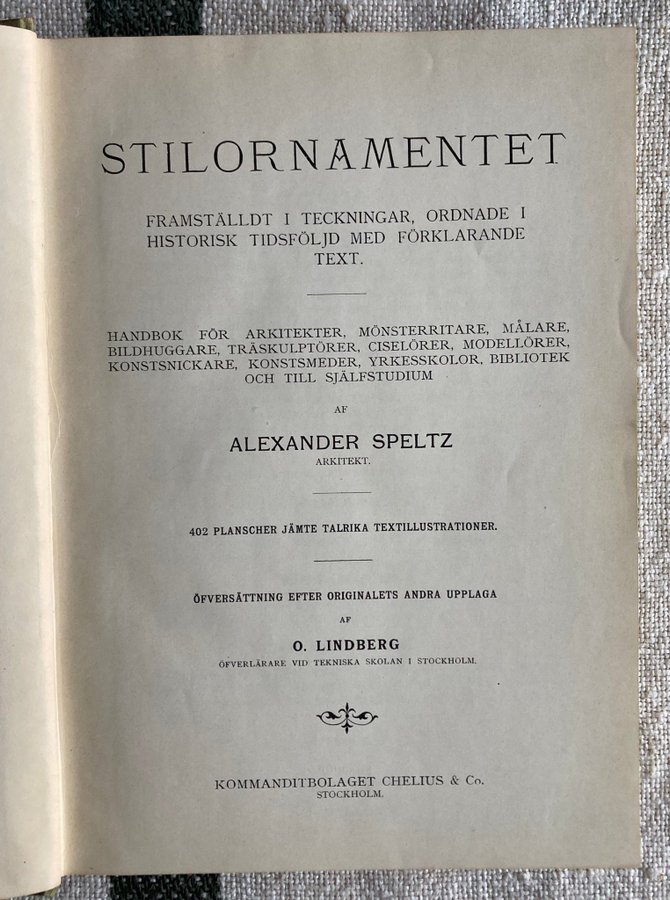 STILORNAMENTET
FRAMSTÄLLDT I TECKNINGAR, ORDNADE I
HISTORISK TIDSFÖLJD MED FÖRKLARANDE
TEXT.
HANDBOK FÖR ARKITEKTER, MÖNSTERRITARE, MÅLARE,
BILDHUGGARE, TRÄSKULPTÖRER, CISELÖRER, MODELLÖRER,
KONSTSNICKARE, KONSTSMEDER, YRKESSKOLOR, BIBLIOTEK
OCH TILL SJÄLFSTUDIUM
AF
ALEXANDER SPELTZ
ARKITEKT.
402 PLANSCHER JÄMTE TALRIKA TEXTILLUSTRATIONER.
ÖFVERSÄTTNING EFTER ORIGINALETS ANDRA UPPLAGA
AF
O. LINDBERG
ÖFVERLÄRARE VID TEKNISKA SKOLAN I STOCKHOLM.
KOMMANDITBOLAGET CHELIUS & Co.
STOCKHOLM.